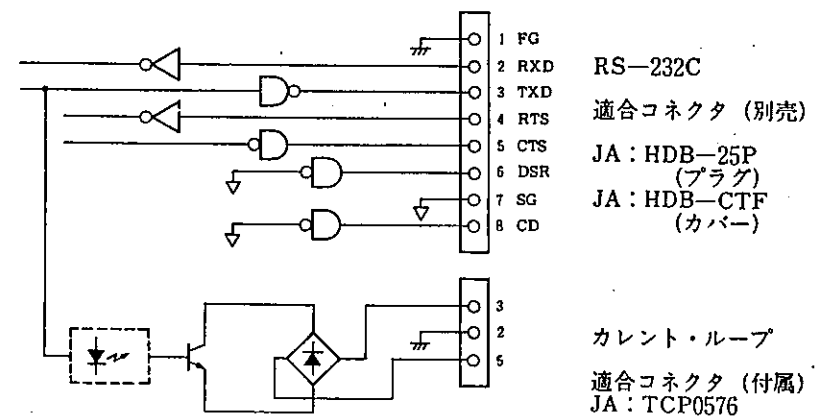 1 FG
2 RXD
3 TXD
4 RTS
5 CTS
6 DSR
7 SG
8 CD
RS—232C
適合コネクタ (別売)
JA：HDB—25P
(プラグ)
JA：HDB—CTF
(カバー)
3
2
5
カレント・ループ
適合コネクタ (付属)
JA：TCP0576